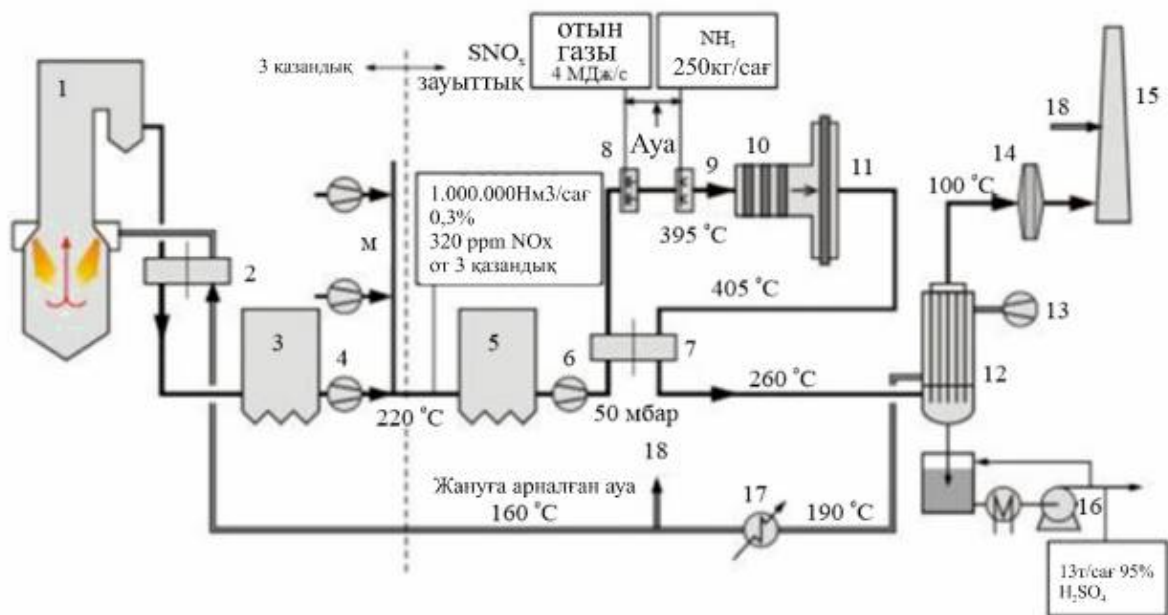 отын
газы
4 МДж/с
NH₃
250кг/сағ
SNOₓ
3 қазандық
зауыттық
1
18
15
8
Ауа
9
10
11
14
100 °C
1.000.000Нм3/сағ
0,3%
320 ppm NOx
от 3 қазандық
м
395 °C
2
405 °C
13
3
4
5
6
7
12
220 °C
50 мбар
260 °C
18
Жануға арналған ауа
160 °C
17
190 °C
16
13т/сағ 95%
H₂SO₄